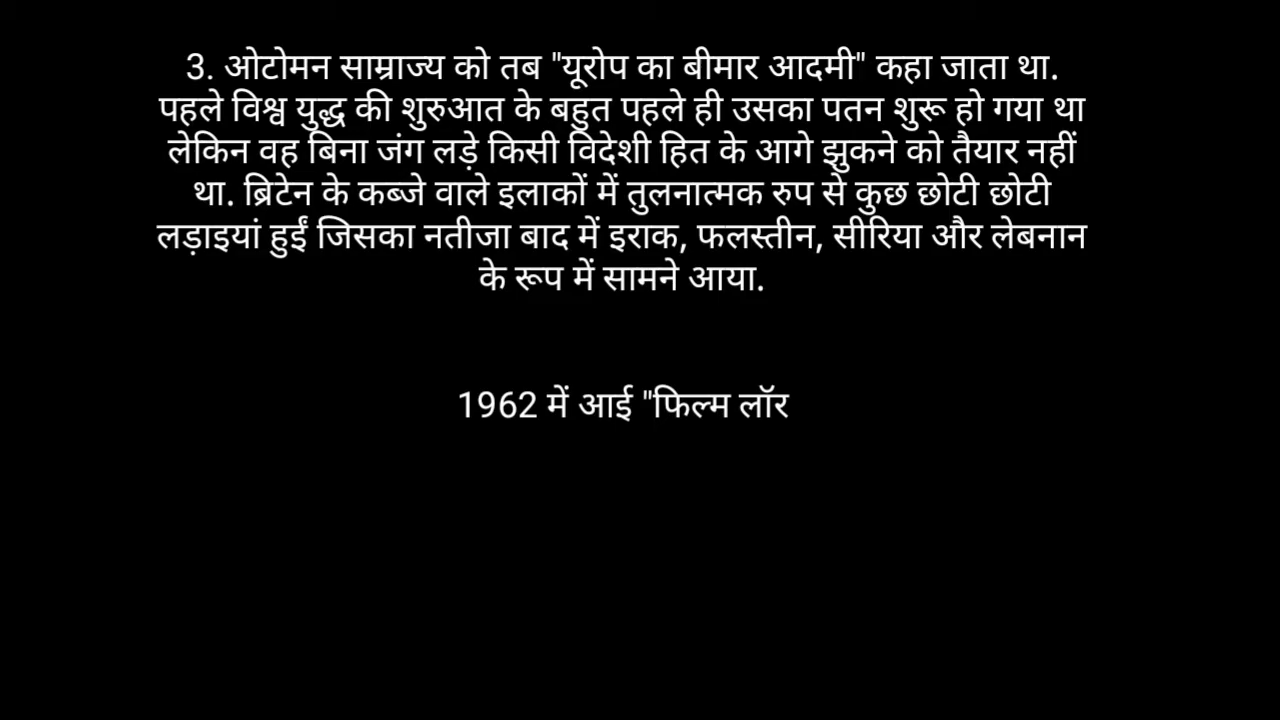 3. ओटोमन साम्राज्य को तब "यूरोप का बीमार आदमी" कहा जाता था.
पहले विश्व युद्ध की शुरुआत के बहुत पहले ही उसका पतन शुरू हो गया था
लेकिन वह बिना जंग लड़े किसी विदेशी हित के आगे झुकने को तैयार नहीं
था. ब्रिटेन के कब्जे वाले इलाकों में तुलनात्मक रुप से कुछ छोटी छोटी
लड़ाइयां हुईं जिसका नतीजा बाद में इराक, फलस्तीन, सीरिया और लेबनान
के रूप में सामने आया.
1962 में आई "फिल्म लॉर